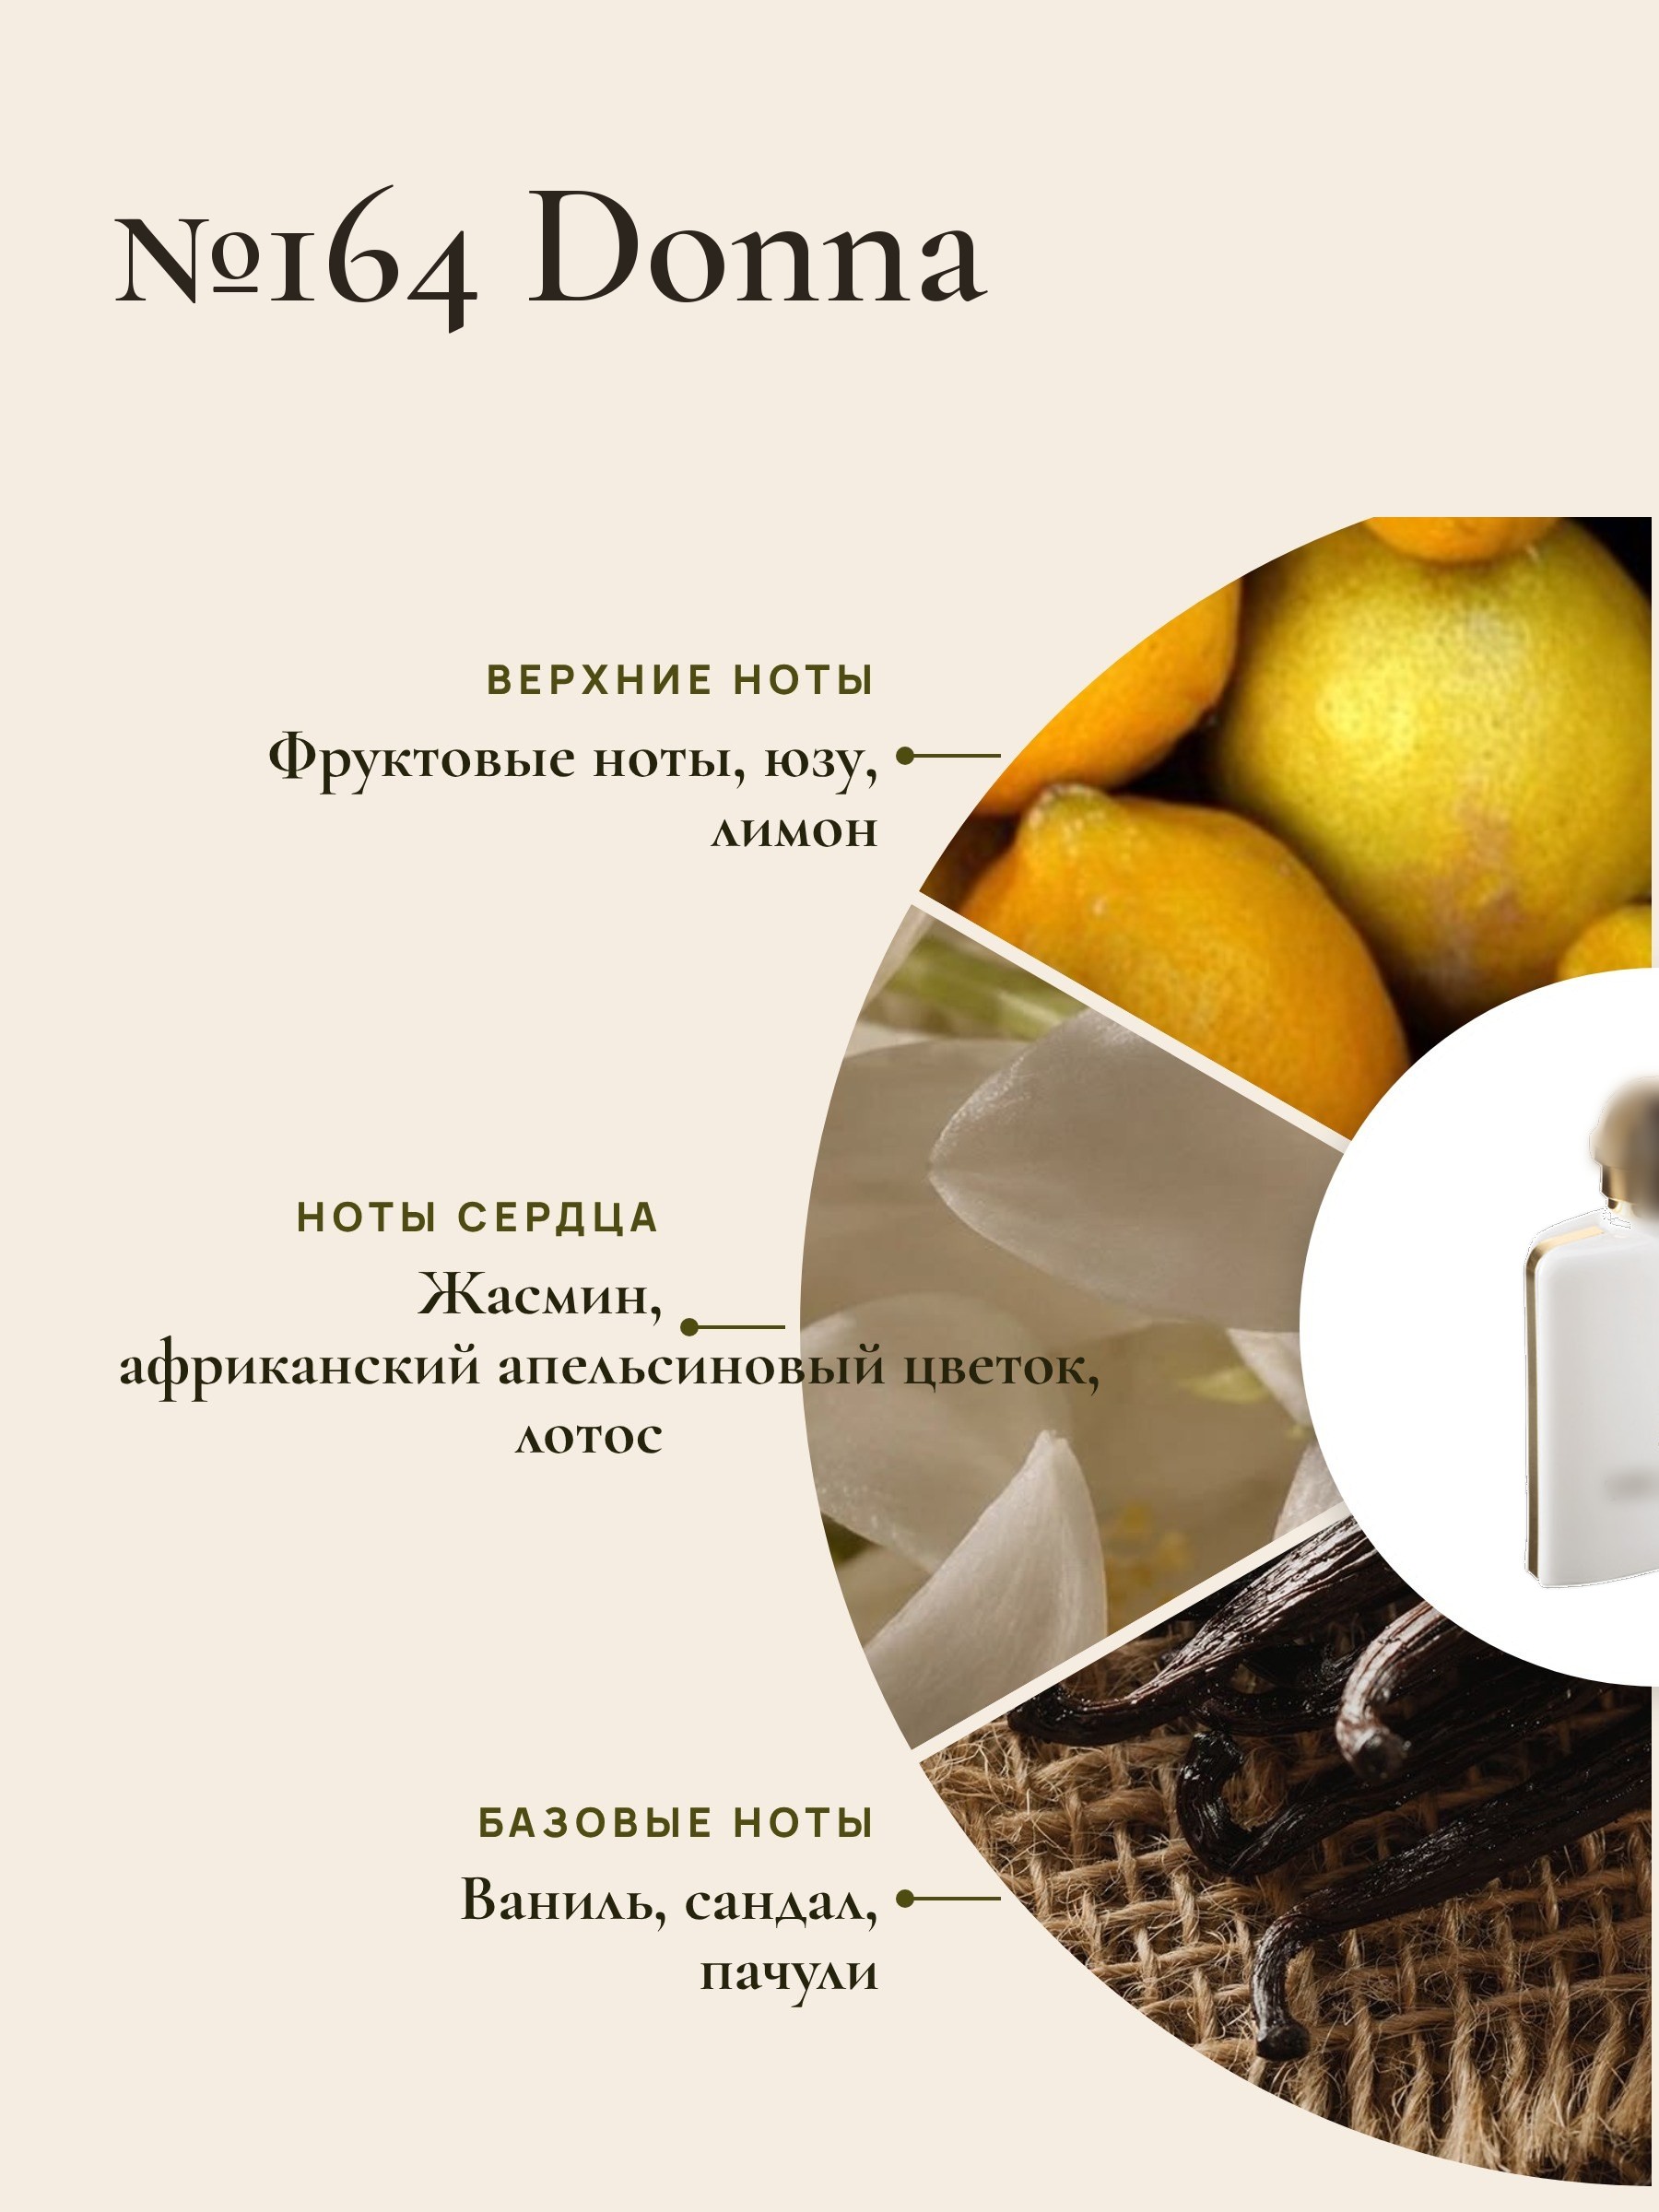 №164 Donna
ВЕРХНИЕ НОТЫ
Фруктовые ноты, юзу,
лимон
НОТЫ СЕРДЦА
Жасмин,
африканский апельсиновый цветок,
лотос
БАЗОВЫЕ НОТЫ
Ваниль, сандал,
пачули